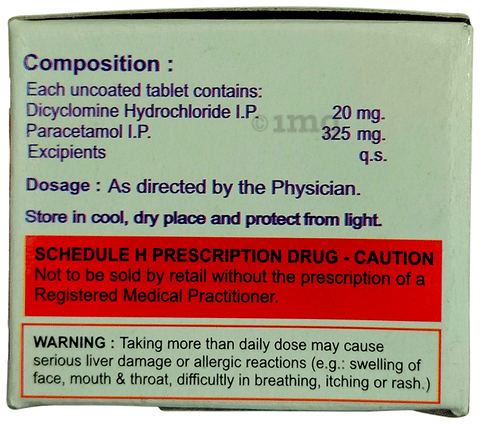 Composition :
Each uncoated tablet contains:
Dicyclomine Hydrochloride I.P. 20 mg.
Paracetamol I.P. 325 mg.
Excipients q.s.
Dosage : As directed by the Physician.
Store in cool, dry place and protect from light.
SCHEDULE H PRESCRIPTION DRUG - CAUTION
Not to be sold by retail without the prescription of a
Registered Medical Practitioner.
WARNING : Taking more than daily dose may cause
serious liver damage or allergic reactions (e.g.: swelling of
face, mouth & throat, difficultly in breathing, itching or rash.)
©1mg